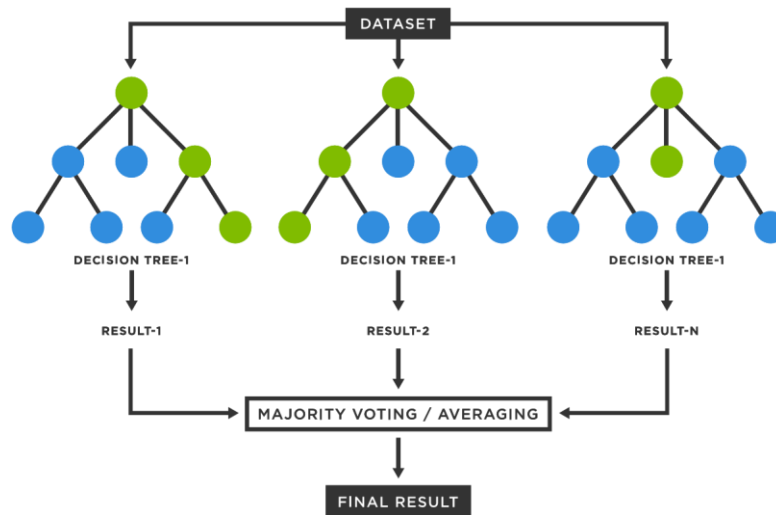 DATASET
DECISION TREE-1
DECISION TREE-1
DECISION TREE-1
RESULT-1
RESULT-2
RESULT-N
MAJORITY VOTING / AVERAGING
FINAL RESULT